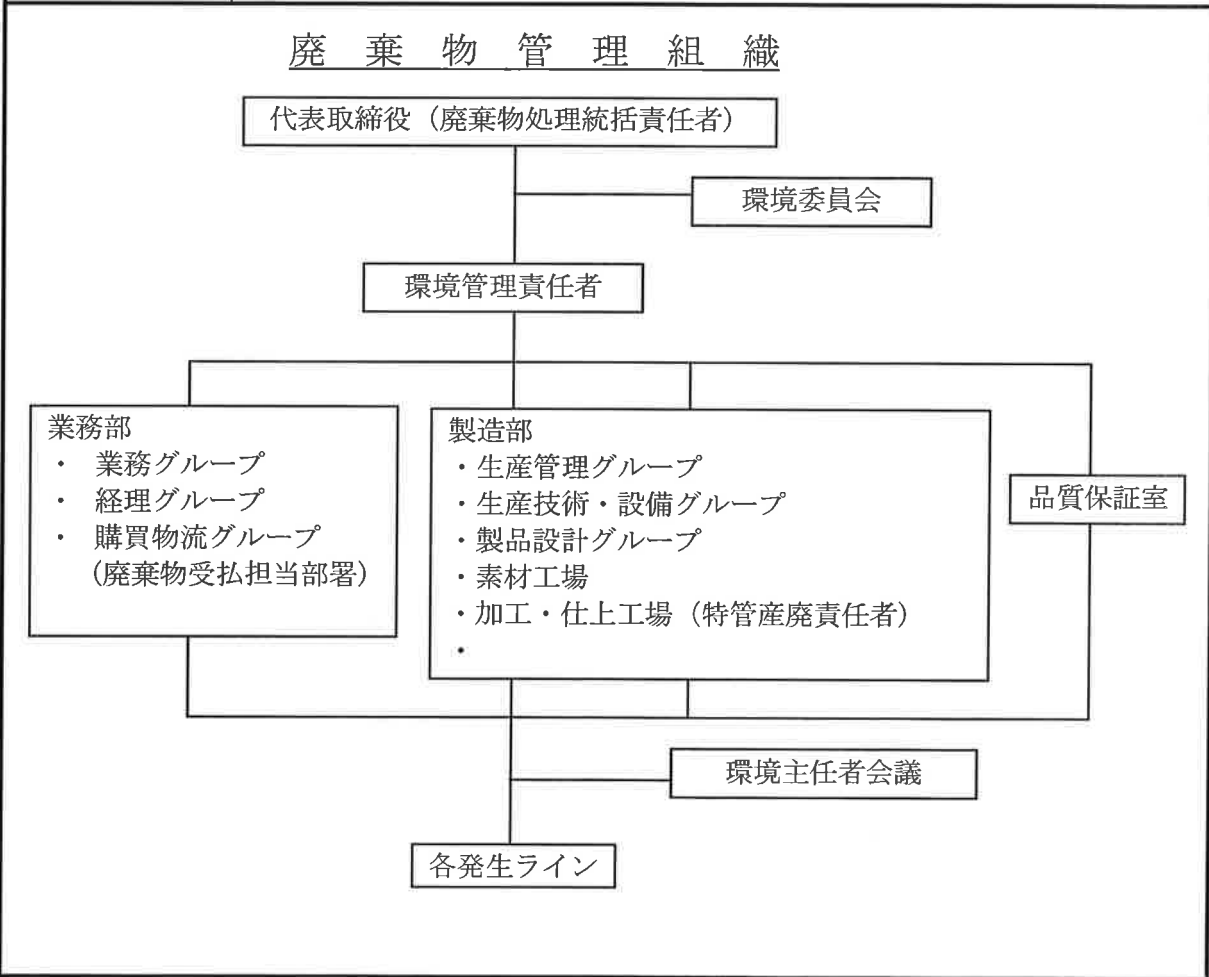 廃棄物管理組織
代表取締役（廃棄物処理統括責任者）
環境委員会
環境管理責任者
業務部
・ 業務グループ
・ 経理グループ
・ 購買物流グループ
(廃棄物受払担当部署)
製造部
・生産管理グループ
・生産技術・設備グループ
・製品設計グループ
・素材工場
・加工・仕上工場（特管産廃責任者）
・
品質保証室
環境主任者会議
各発生ライン